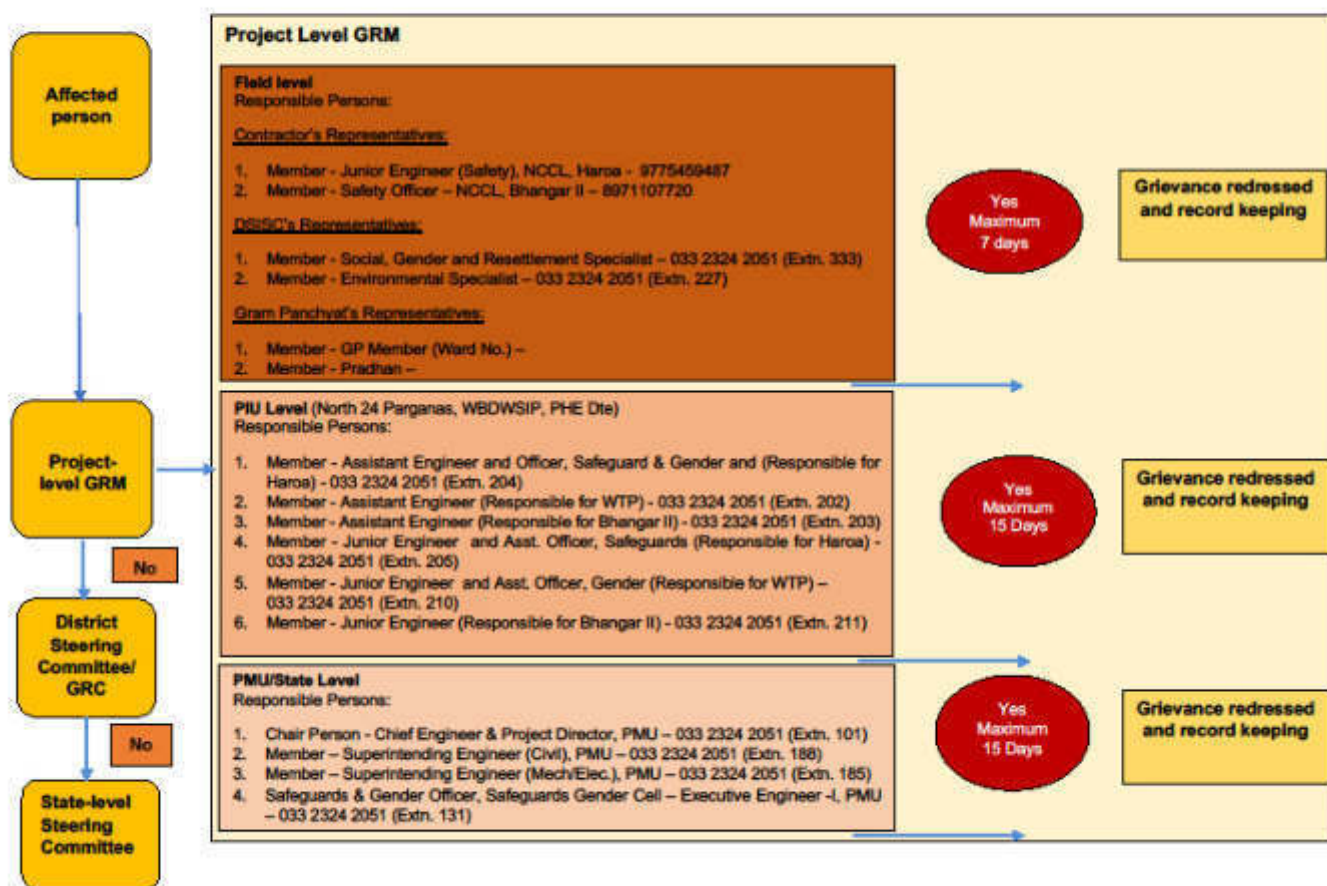 Affected
person
Project-
level GRM
No
District
Steering
Committee/
GRC
No
State-level
Steering
Committee
Project Level GRM
Field level
Responsible Persons:
Contractor's Representatives:
1. Member - Junior Engineer (Safety), NCCL, Haroa - 9775459487
2. Member - Safety Officer – NCCL, Bhangar II – 8971107720
DSISC's Representatives:
1. Member - Social, Gender and Resettlement Specialist – 033 2324 2051 (Extn. 333)
2. Member - Environmental Specialist – 033 2324 2051 (Extn. 227)
Gram Panchyat's Representatives:
1. Member - GP Member (Ward No.) –
2. Member - Pradhan –
Yes
Maximum
7 days
Grievance redressed
and record keeping
PIU Level (North 24 Parganas, WBDWSIP, PHE Dte)
Responsible Persons:
1. Member - Assistant Engineer and Officer, Safeguard & Gender and (Responsible for
Haroa) - 033 2324 2051 (Extn. 204)
2. Member - Assistant Engineer (Responsible for WTP) - 033 2324 2051 (Extn. 202)
3. Member - Assistant Engineer (Responsible for Bhangar II) - 033 2324 2051 (Extn. 203)
4. Member - Junior Engineer and Asst. Officer, Safeguards (Responsible for Haroa) -
033 2324 2051 (Extn. 205)
5. Member - Junior Engineer and Asst. Officer, Gender (Responsible for WTP) –
033 2324 2051 (Extn. 210)
6. Member - Junior Engineer (Responsible for Bhangar II) - 033 2324 2051 (Extn. 211)
Yes
Maximum
15 Days
Grievance redressed
and record keeping
PMU/State Level
Responsible Persons:
1. Chair Person - Chief Engineer & Project Director, PMU – 033 2324 2051 (Extn. 101)
2. Member – Superintending Engineer (Civil), PMU – 033 2324 2051 (Extn. 188)
3. Member – Superintending Engineer (Mech/Elec.), PMU – 033 2324 2051 (Extn. 185)
4. Safeguards & Gender Officer, Safeguards Gender Cell – Executive Engineer -I, PMU
– 033 2324 2051 (Extn. 131)
Yes
Maximum
15 Days
Grievance redressed
and record keeping